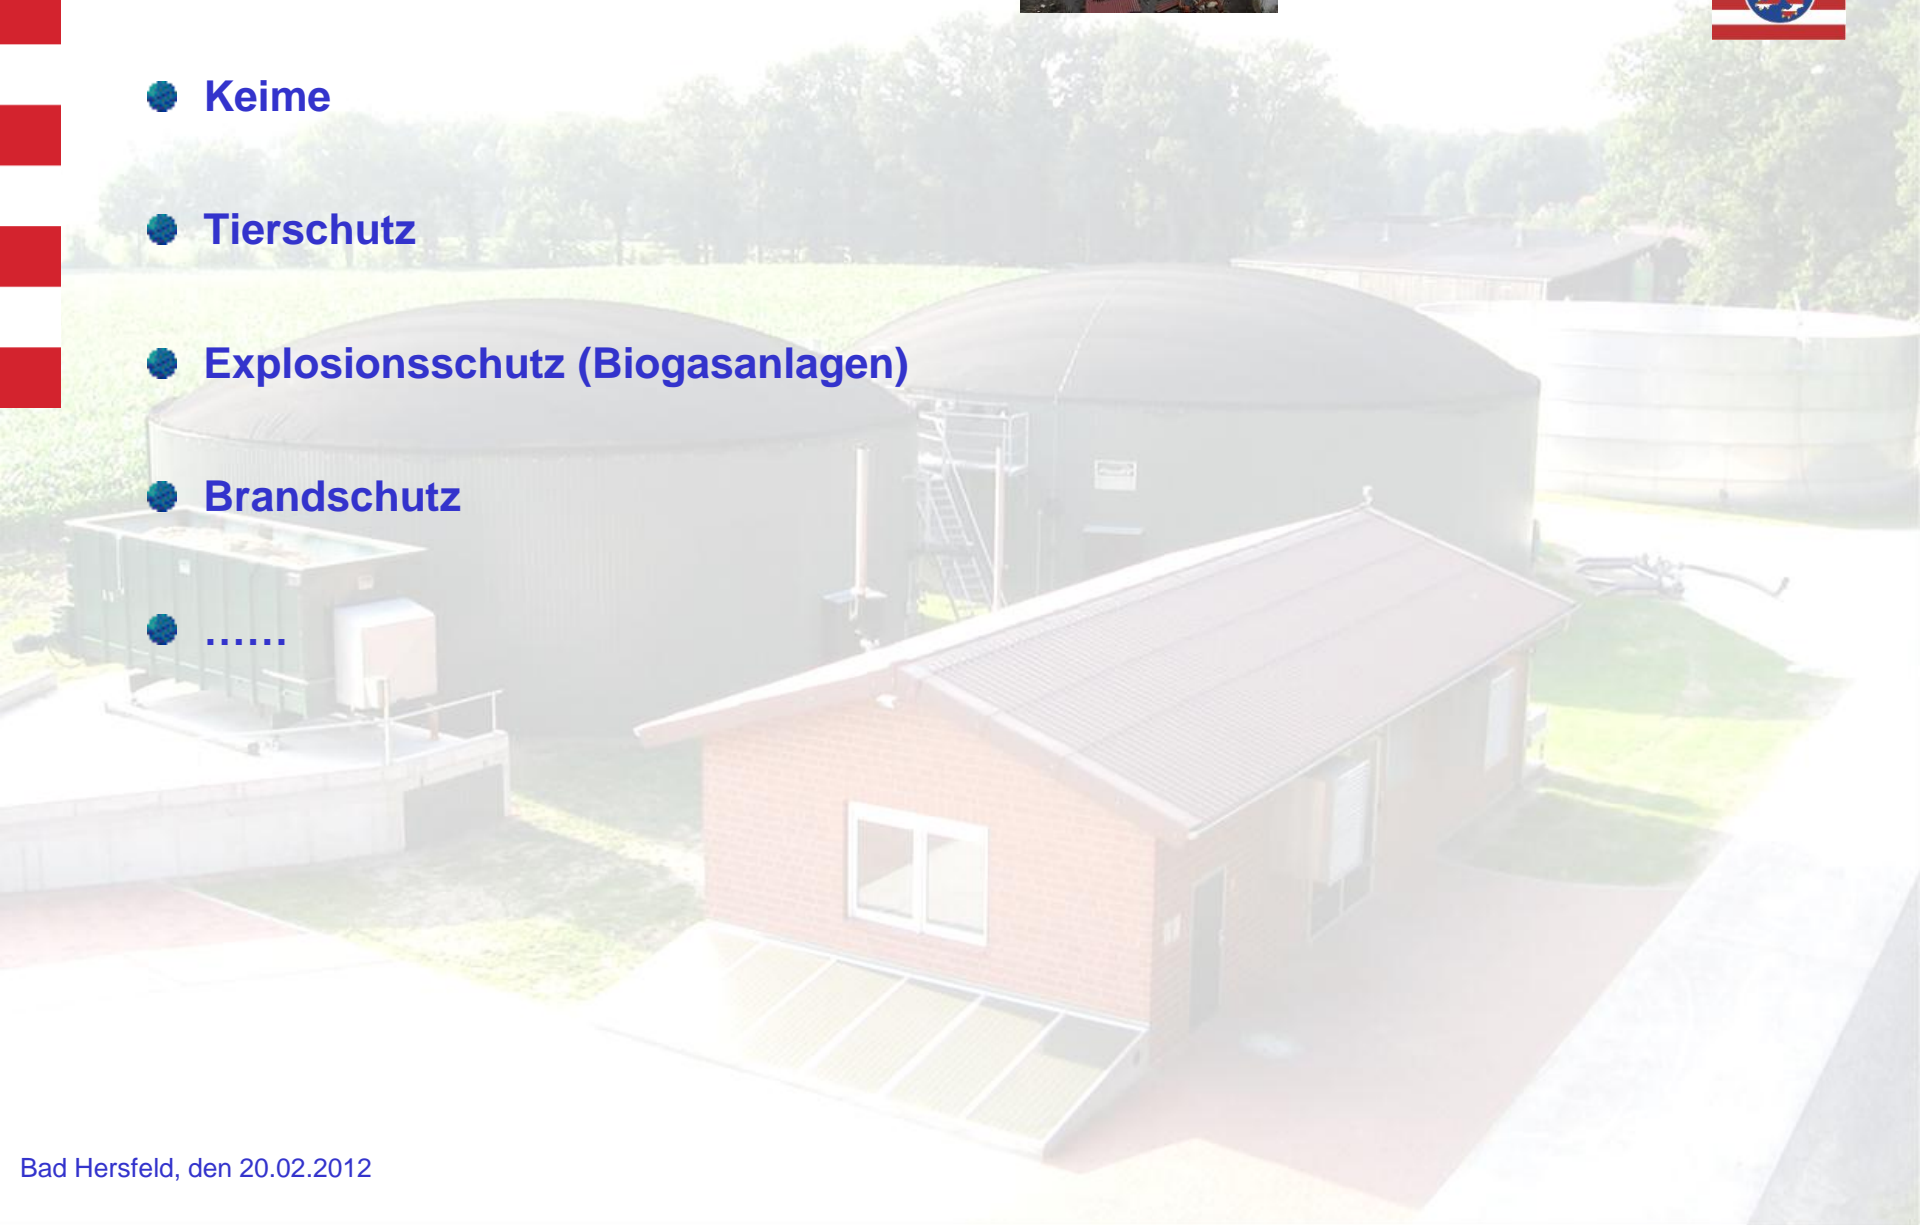 Keime
Tierschutz
Explosionsschutz (Biogasanlagen)
Brandschutz
……
Bad Hersfeld, den 20.02.2012